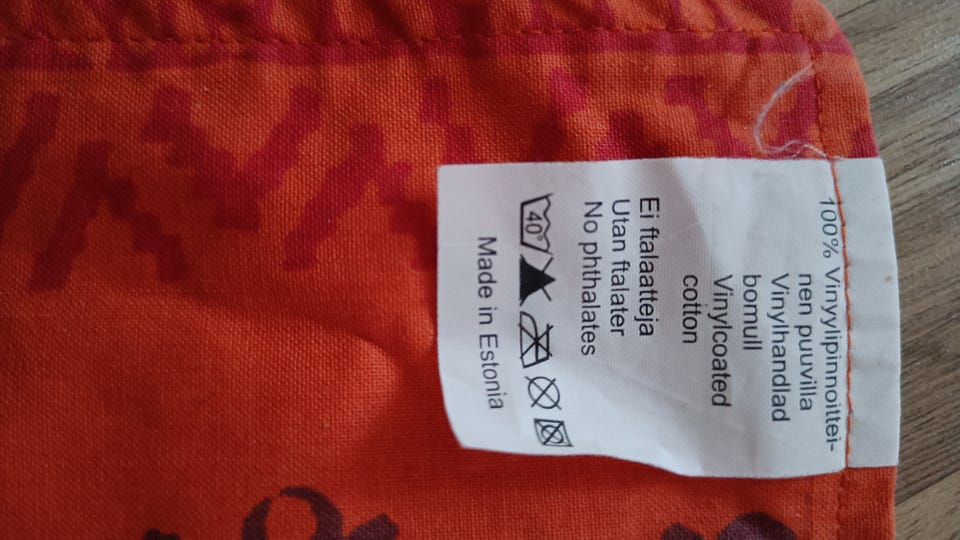 100% Vinyylipinnoittei-
nen puuvilla
Vinylhandlad
bomull
Vinylcoated
cotton
Ei ftalaatteja
Utan ftalater
No phthalates
40°
Made in Estonia